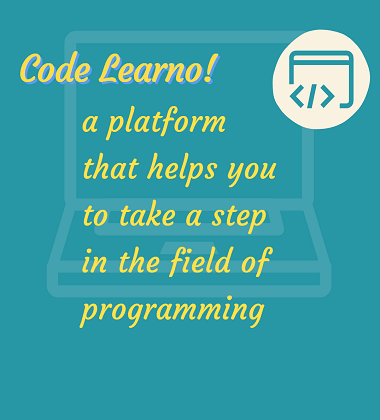 Code Learno!
a platform
that helps you
to take a step
in the field of
programming